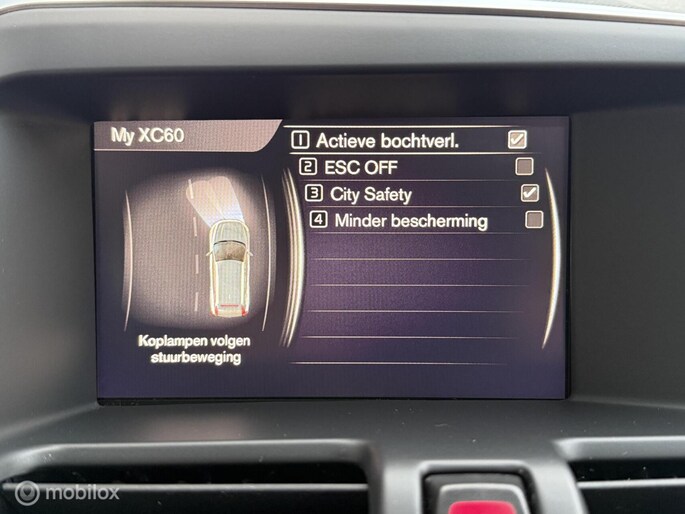 My XC60
1 Actieve bochtverl.
2 ESC OFF
3 City Safety
4 Minder bescherming
Koplampen volgen
stuurbeweging
mobilox